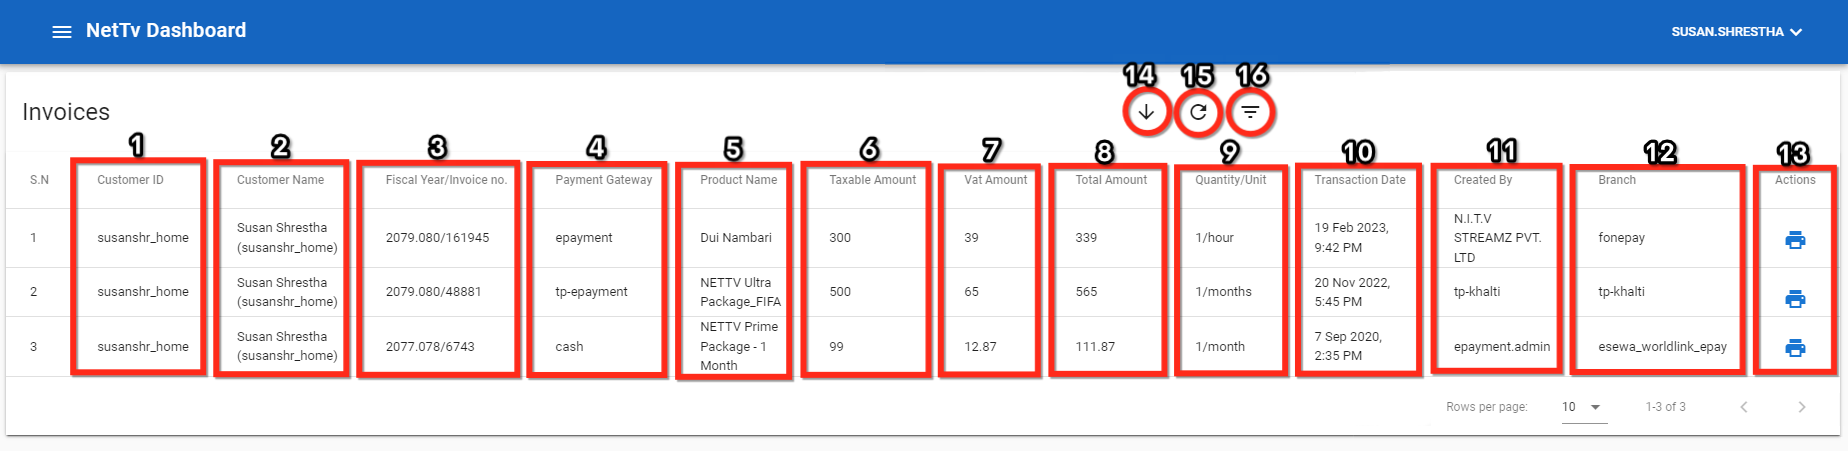 NetTv Dashboard
SUSAN.SHRESTHA
14 15 16
Invoices
1 2 3 4 5 6 7 8 9 10 11 12 13
S.N Customer ID Customer Name Fiscal Year/Invoice no. Payment Gateway Product Name Taxable Amount Vat Amount Total Amount Quantity/Unit Transaction Date Created By Branch Actions
1 susanshr_home Susan Shrestha (susanshr_home) 2079.080/161945 epayment Dui Nambari 300 39 339 1/hour 19 Feb 2023, 9:42 PM N.I.T.V STREAMZ PVT. LTD fonepay
2 susanshr_home Susan Shrestha (susanshr_home) 2079.080/48881 tp-epayment NETTV Ultra Package_FIFA 500 65 565 1/months 20 Nov 2022, 5:45 PM tp-khalti tp-khalti
3 susanshr_home Susan Shrestha (susanshr_home) 2077.078/6743 cash NETTV Prime Package - 1 Month 99 12.87 111.87 1/month 7 Sep 2020, 2:35 PM epayment.admin esewa_worldlink_epay
Rows per page: 10 1-3 of 3